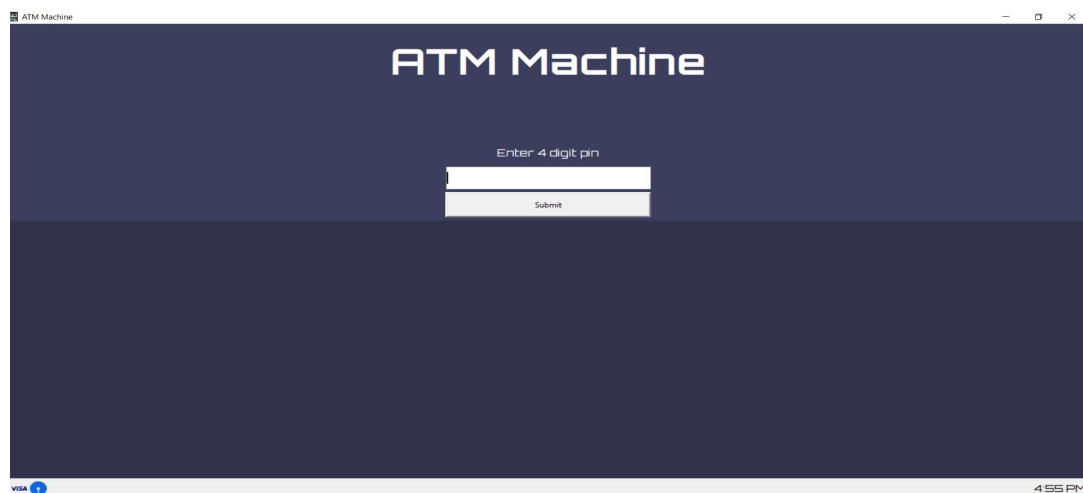 ATM Machine
ATM Machine
Enter 4 digit pin
Submit
VISA
4:55 PM